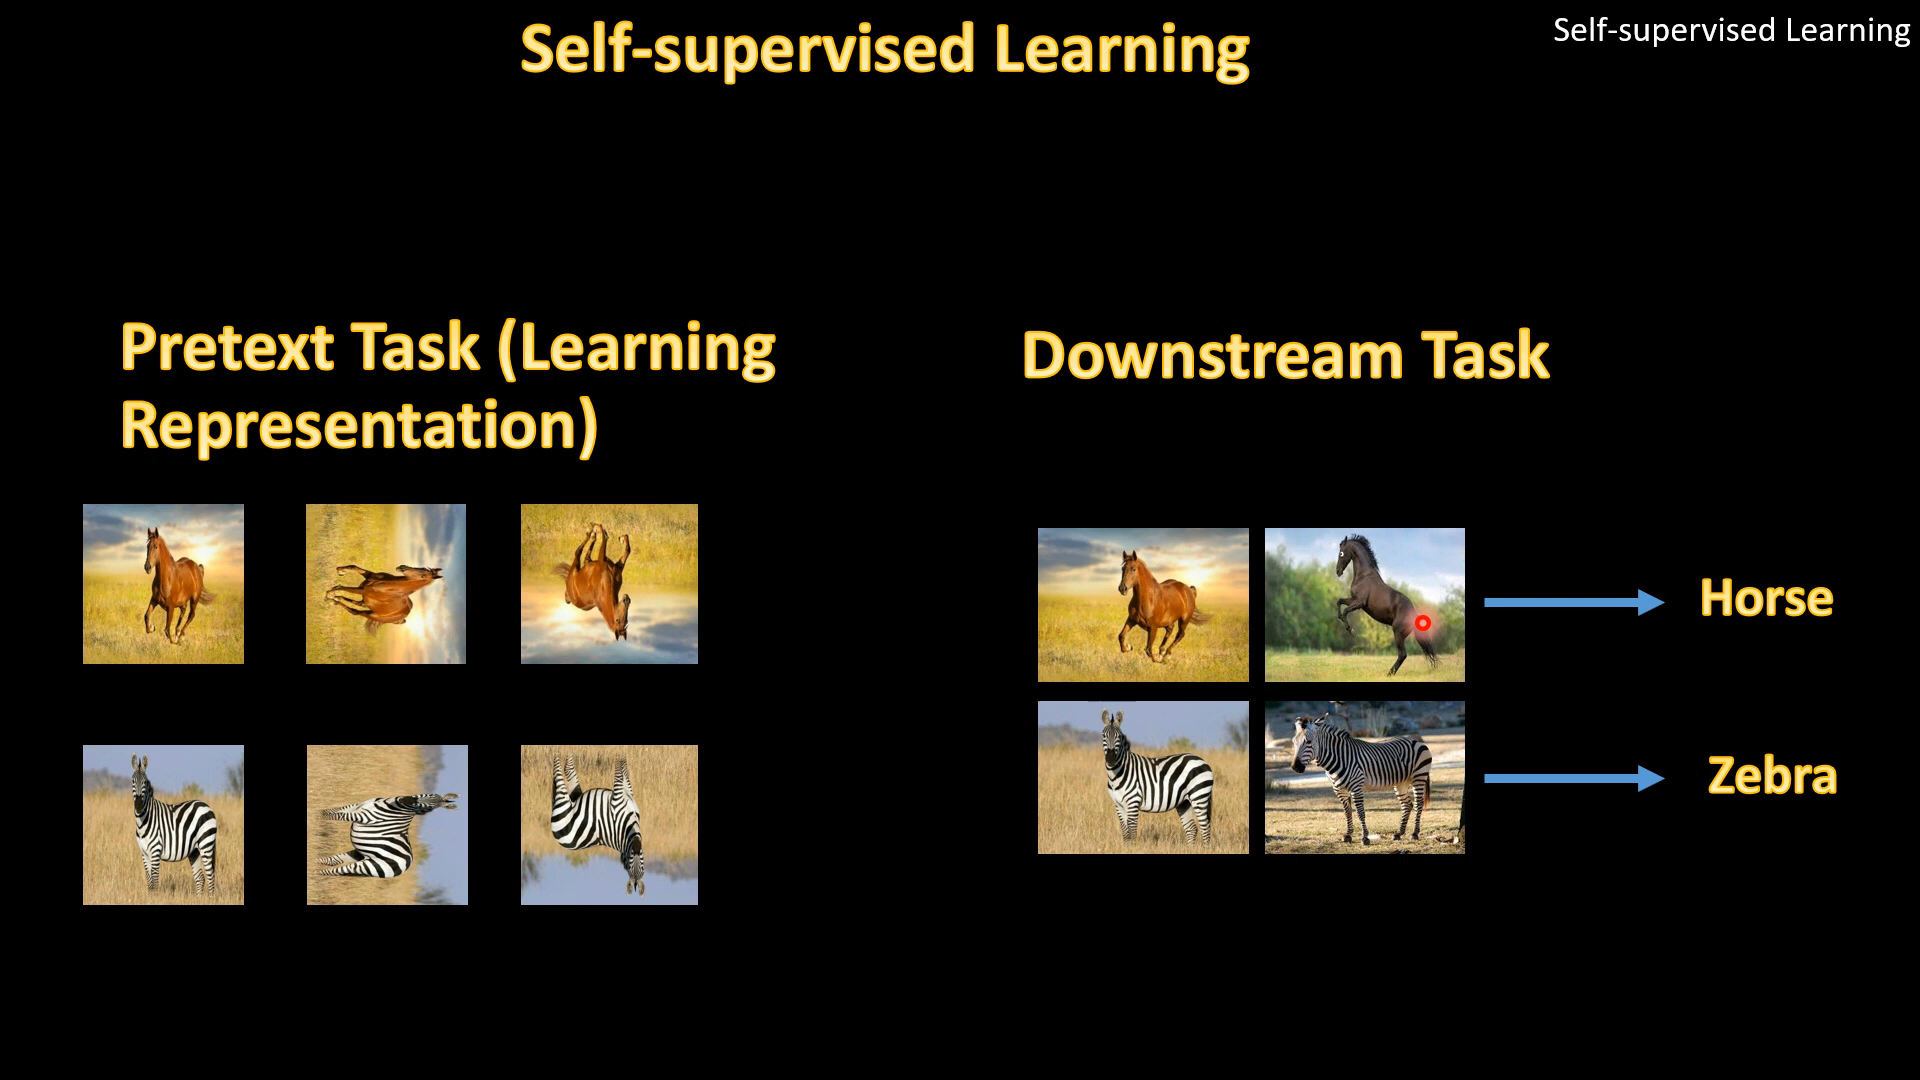 Self-supervised Learning
Self-supervised Learning
Pretext Task (Learning
Representation)
Downstream Task
Horse
Zebra